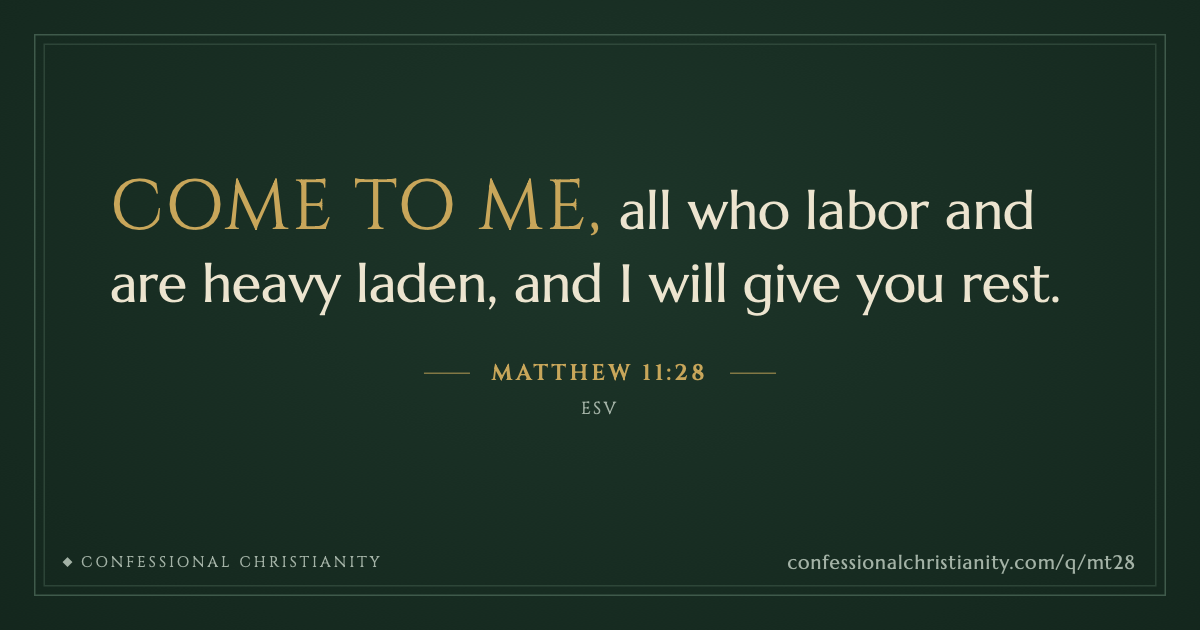 COME TO ME, all who labor and
are heavy laden, and I will give you rest.
MATTHEW 11:28
ESV
◆ CONFESSIONAL CHRISTIANITY
confessionalchristianity.com/q/mt28